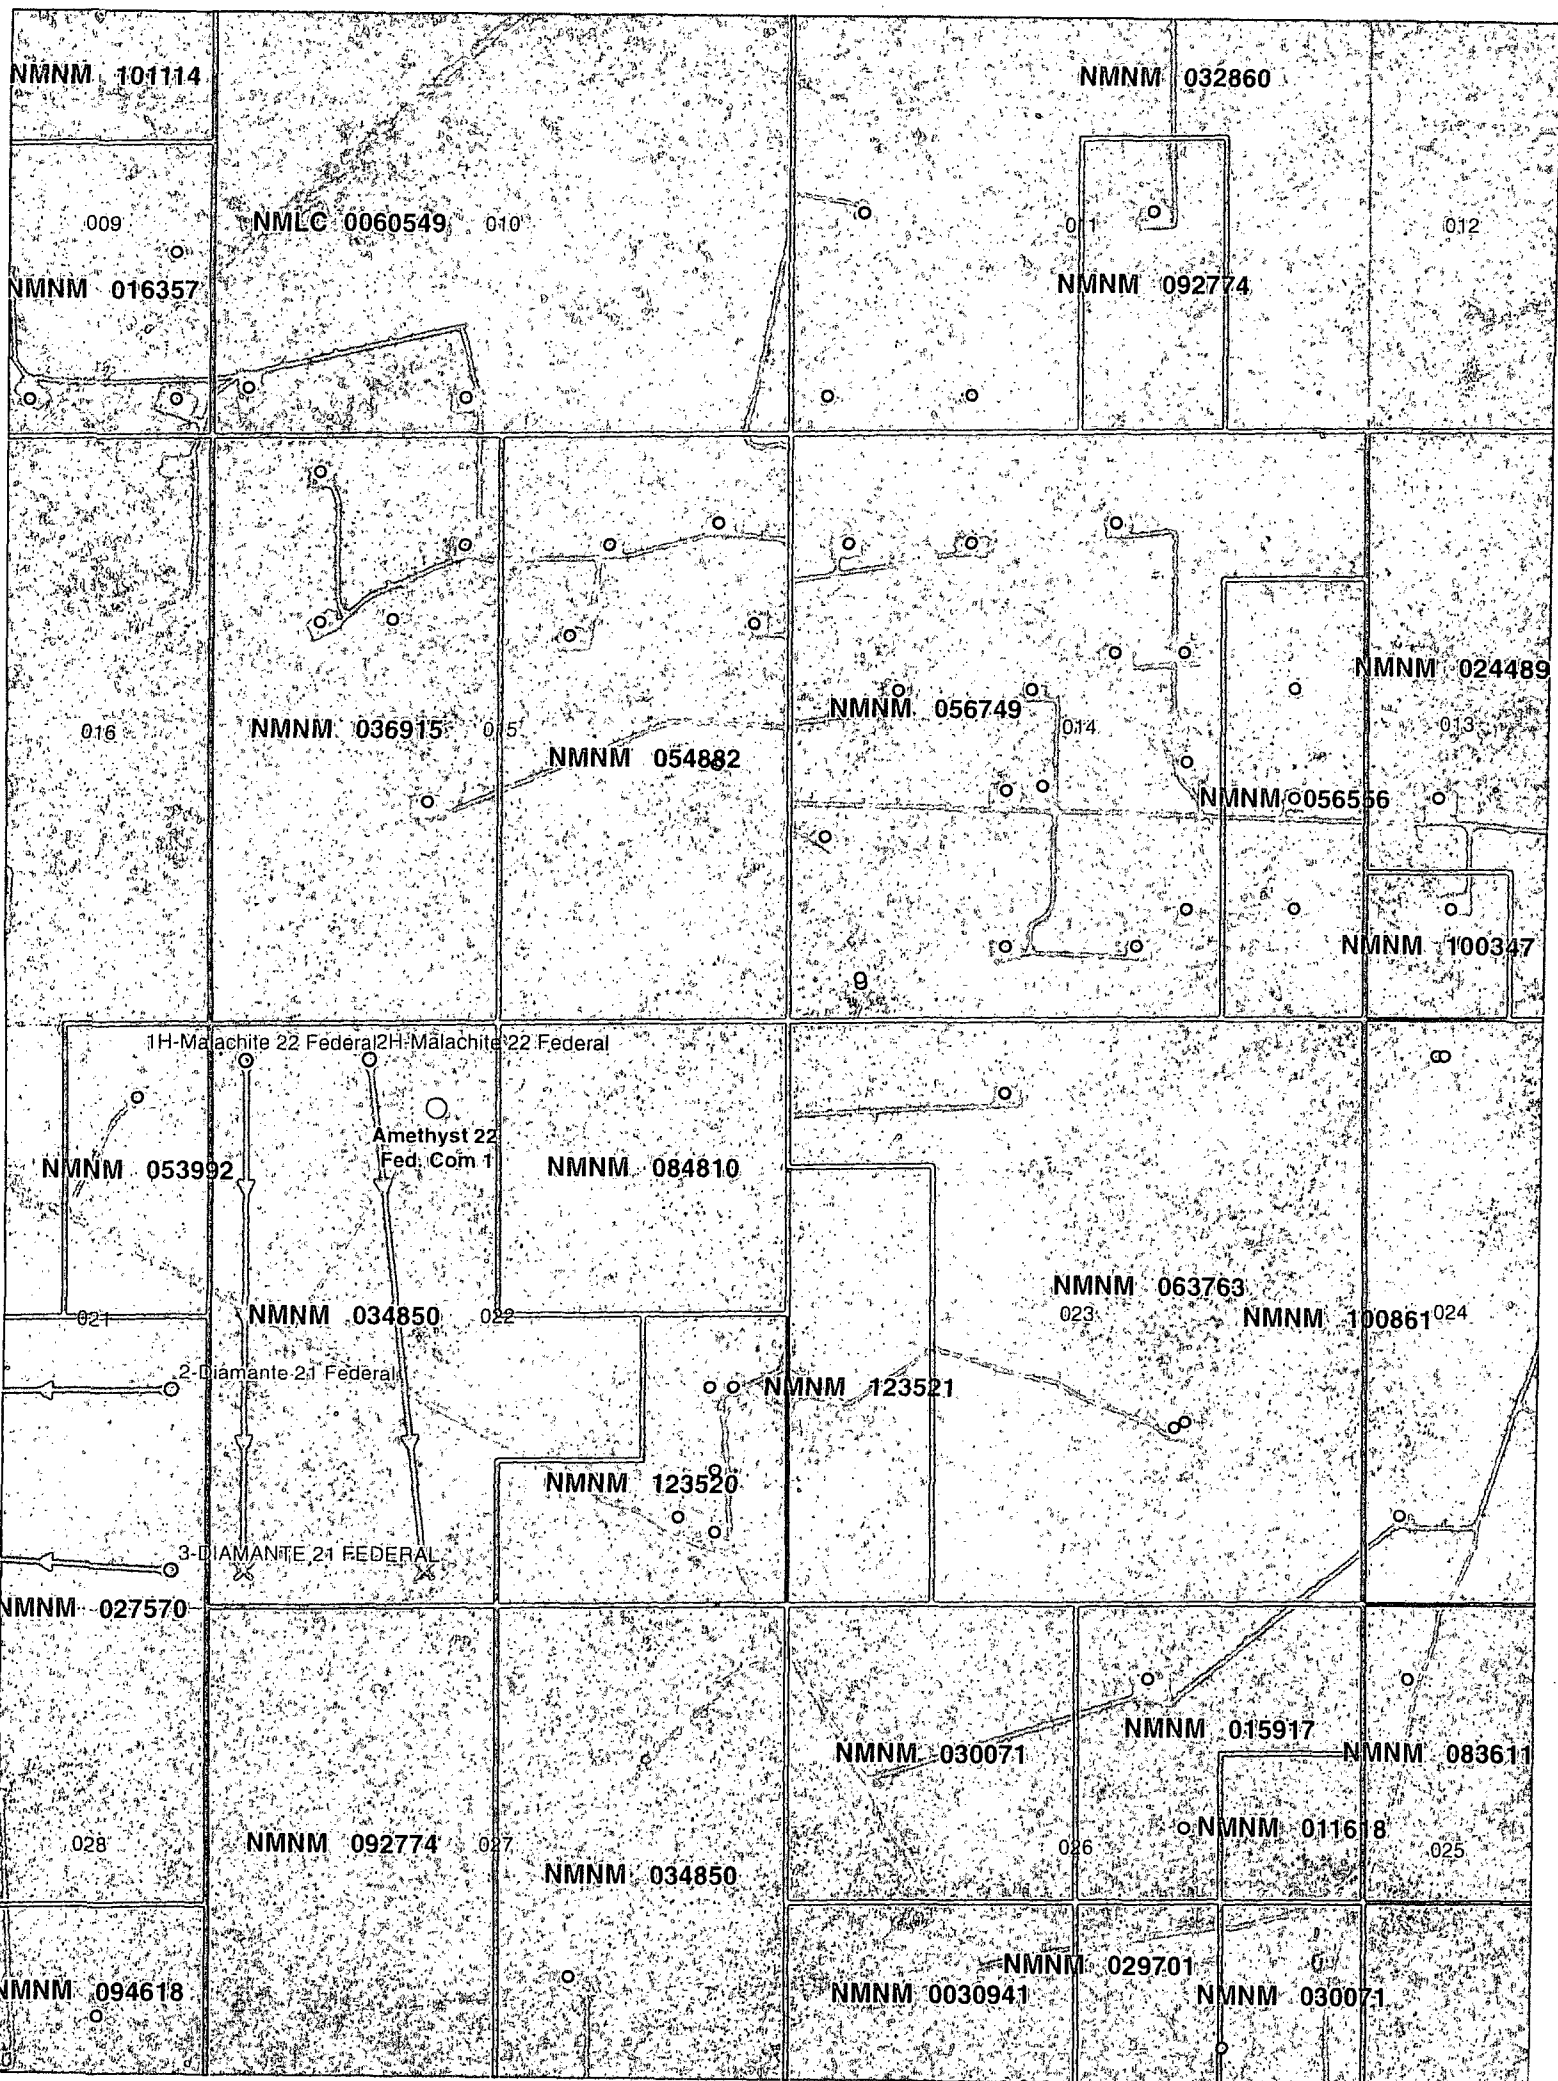 NMNM 101114
NMNM 032860
009
NMLC 0060549
010
011
012
NMNM 016357
NMNM 092774
NMNM 024489
016
NMNM 036915
015
NMNM 054882
NMNM 056749
014
013
NMNM 056556
NMNM 100347
1H-Malachite 22 Federal
2H-Malachite 22 Federal
Amethyst 22
Fed. Com 1
NMNM 053992
NMNM 084810
NMNM 063763
021
NMNM 034850
022
023
NMNM 100861
024
2-Diamante 21 Federal
NMNM 123521
NMNM 123520
3-DIAMANTE 21 FEDERAL
NMNM 027570
NMNM 015917
NMNM 030071
NMNM 083611
028
NMNM 092774
027
NMNM 034850
026
NMNM 011618
025
NMNM 029701
NMNM 094618
NMNM 0030941
NMNM 030071